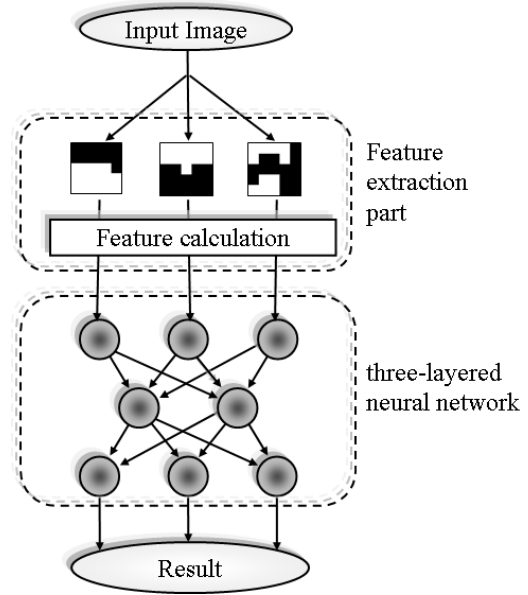 Input Image
Feature
extraction
part
Feature calculation
three-layered
neural network
Result